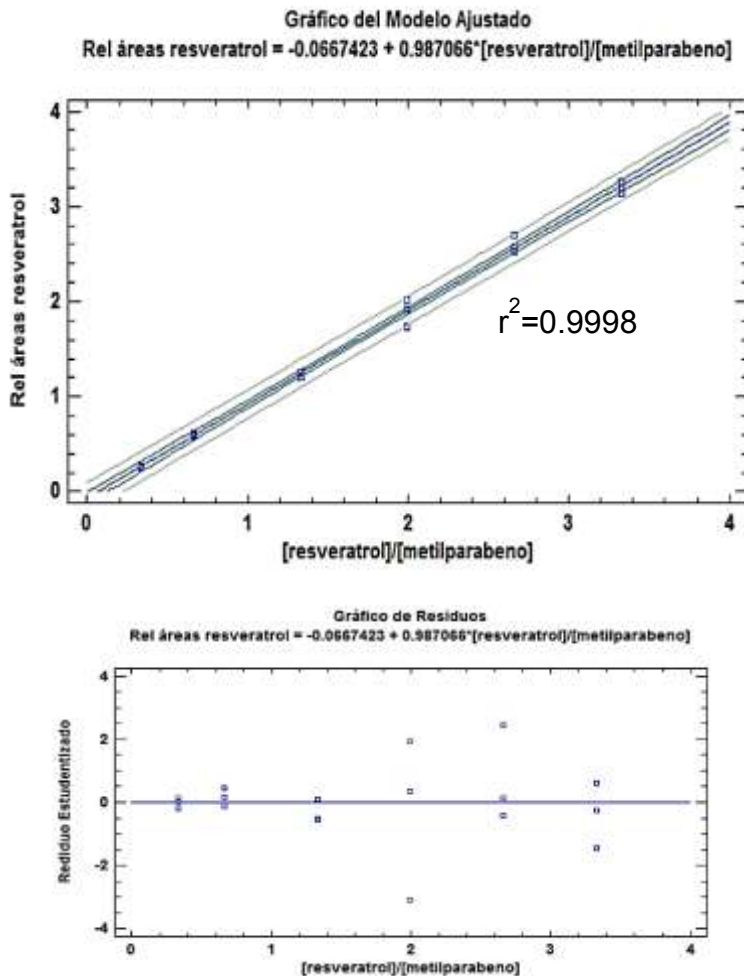 Gráfico del Modelo Ajustado
Rel áreas resveratrol = -0.0667423 + 0.987066*[resveratrol]/[metilparabeno]
Rel áreas resveratrol
4
3
2
1
0
r²=0.9998
0 1 2 3 4
[resveratrol]/[metilparabeno]
Gráfico de Residuos
Rel áreas resveratrol = -0.0667423 + 0.987066*[resveratrol]/[metilparabeno]
Rediduo Estudentizado
4
2
0
-2
-4
0 1 2 3 4
[resveratrol]/[metilparabeno]